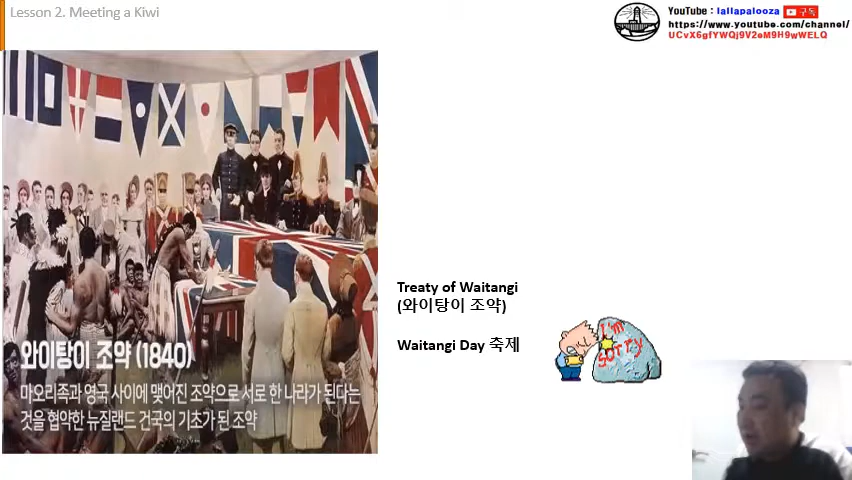 Lesson 2. Meeting a Kiwi
YouTube : lallapalooza 구독
https://www.youtube.com/channel/
UCvX6gfYWQj9V2eM9H9wWELQ
와이탕이 조약 (1840)
마오리족과 영국 사이에 맺어진 조약으로 서로 한 나라가 된다는
것을 협약한 뉴질랜드 건국의 기초가 된 조약
Treaty of Waitangi
(와이탕이 조약)
Waitangi Day 축제
I'm
sorry